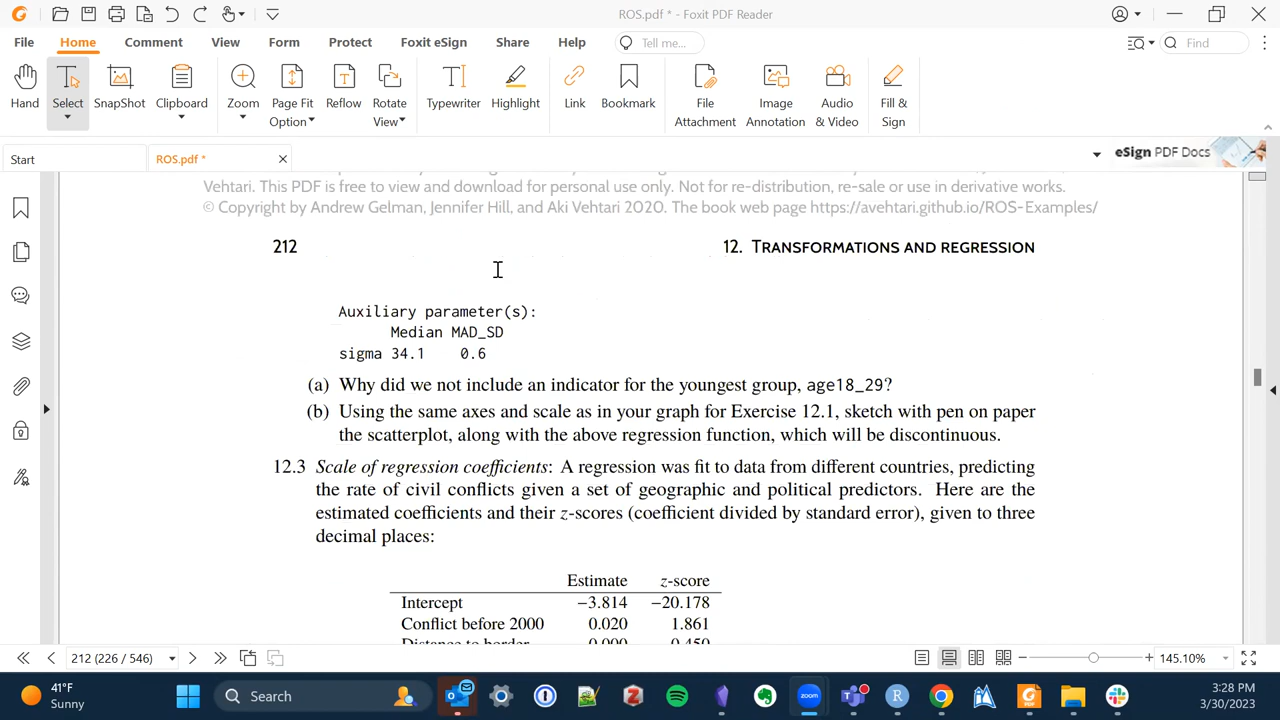 ROS.pdf * - Foxit PDF Reader
File Home Comment View Form Protect Foxit eSign Share Help Tell me... Find
Hand Select SnapShot Clipboard Zoom Page Fit Option Reflow Rotate View Typewriter Highlight Link Bookmark File Attachment Image Annotation Audio & Video Fill & Sign
Start ROS.pdf * eSign PDF Docs
Vehtari. This PDF is free to view and download for personal use only. Not for re-distribution, re-sale or use in derivative works.
© Copyright by Andrew Gelman, Jennifer Hill, and Aki Vehtari 2020. The book web page https://avehtari.github.io/ROS-Examples/
212 12. TRANSFORMATIONS AND REGRESSION
Auxiliary parameter(s):
Median MAD_SD
sigma 34.1 0.6
(a) Why did we not include an indicator for the youngest group, age18_29?
(b) Using the same axes and scale as in your graph for Exercise 12.1, sketch with pen on paper
the scatterplot, along with the above regression function, which will be discontinuous.
12.3 Scale of regression coefficients: A regression was fit to data from different countries, predicting
the rate of civil conflicts given a set of geographic and political predictors. Here are the
estimated coefficients and their z-scores (coefficient divided by standard error), given to three
decimal places:
Estimate z-score
Intercept −3.814 −20.178
Conflict before 2000 0.020 1.861
Distance to border 0.000 0.450
212 (226 / 546) 145.10%
41°F
Sunny
Search
3:28 PM
3/30/2023